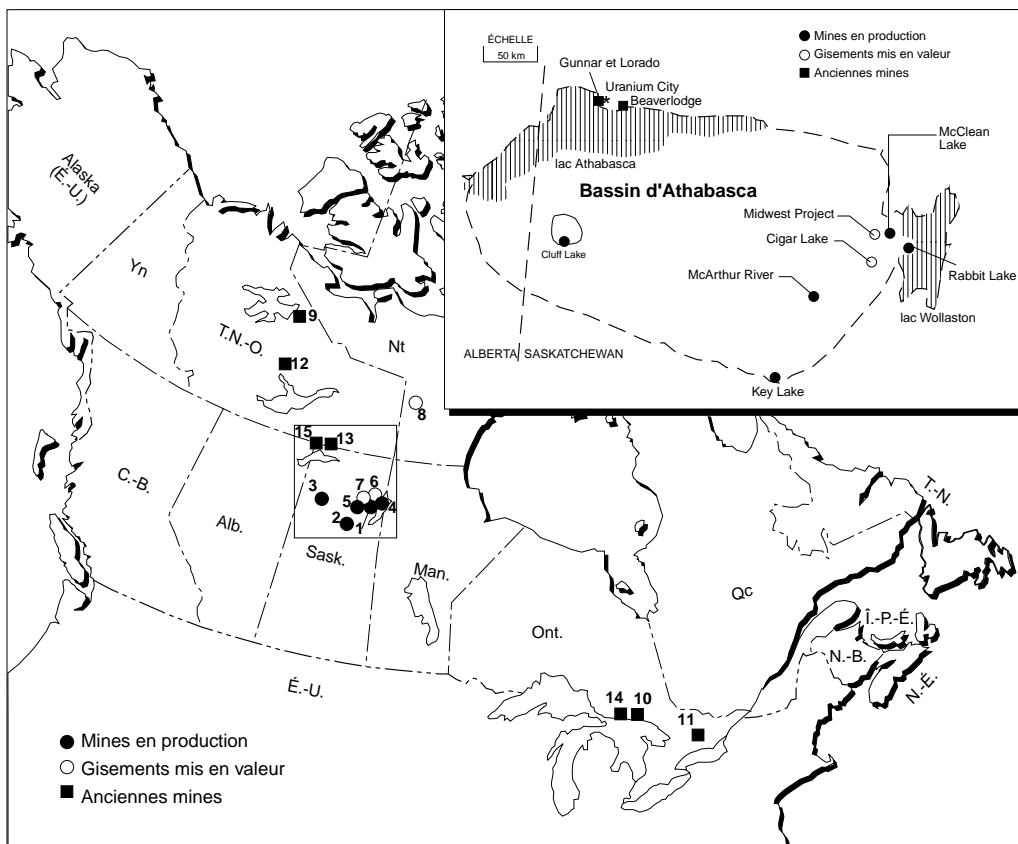 ÉCHELLE
50 km
Mines en production
Gisements mis en valeur
Anciennes mines
Gunnar et Lorado
Uranium City
*
Beaverlodge
McClean
Lake
lac Athabasca
Bassin d'Athabasca
Midwest Project
Cigar Lake
Cluff Lake
McArthur River
Rabbit Lake
lac Wollaston
ALBERTA SASKATCHEWAN
Key Lake
Alaska
(É.-U.)
Yn
T.N.-O.
9
Nt
12
8
15
13
C.-B.
Alb.
3
7
6
5
4
2
1
Sask.
Man.
T.-N.
Qc
Ont.
Î.-P.-É.
N.-B.
N.-É.
É.-U.
14
10
11
Mines en production
Gisements mis en valeur
Anciennes mines